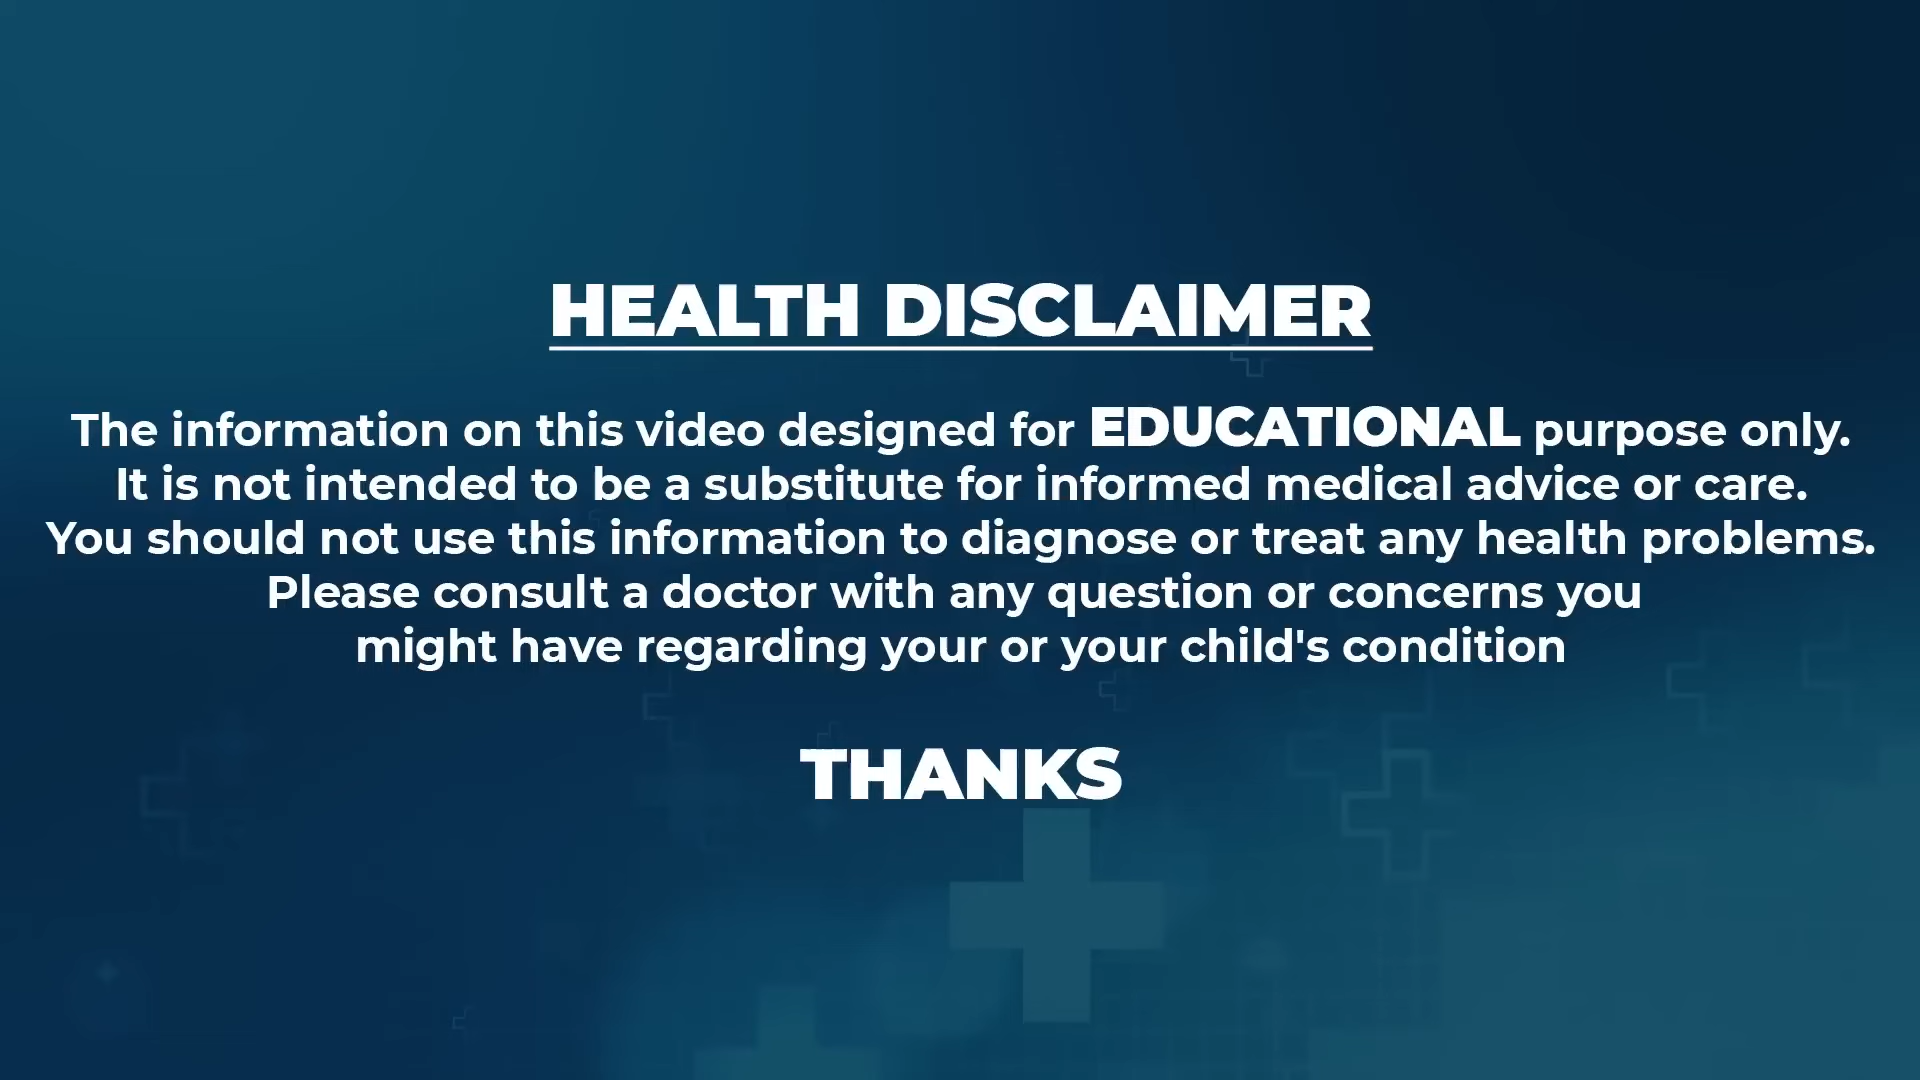 HEALTH DISCLAIMER
The information on this video designed for EDUCATIONAL purpose only.
It is not intended to be a substitute for informed medical advice or care.
You should not use this information to diagnose or treat any health problems.
Please consult a doctor with any question or concerns you
might have regarding your or your child's condition
THANKS